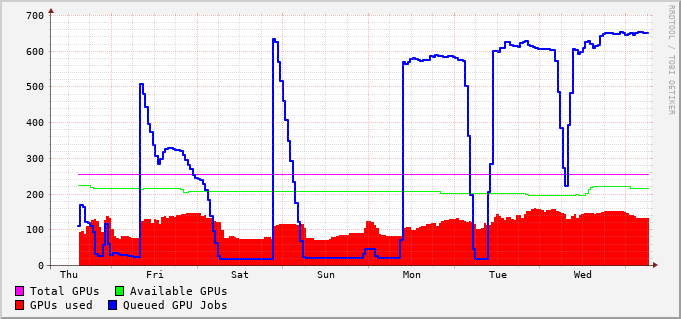 700
600
500
400
300
200
100
0
Thu Fri Sat Sun Mon Tue Wed
Total GPUs Available GPUs
GPUs used Queued GPU Jobs
RRDTOOL / TOBI OETIKER